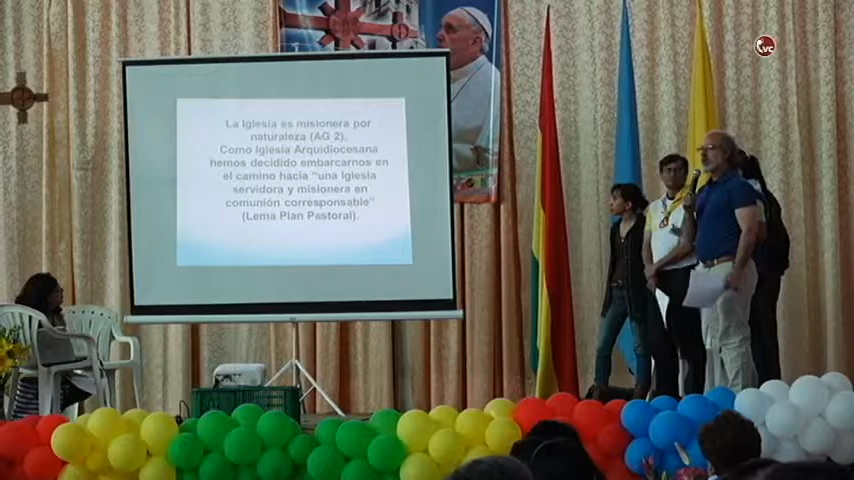 La Iglesia es misionera por
naturaleza (AG 2).
Como Iglesia Arquidiocesana
hemos decidido embarcarnos en
el camino hacia "una Iglesia
servidora y misionera en
comunión corresponsable"
(Lema Plan Pastoral).